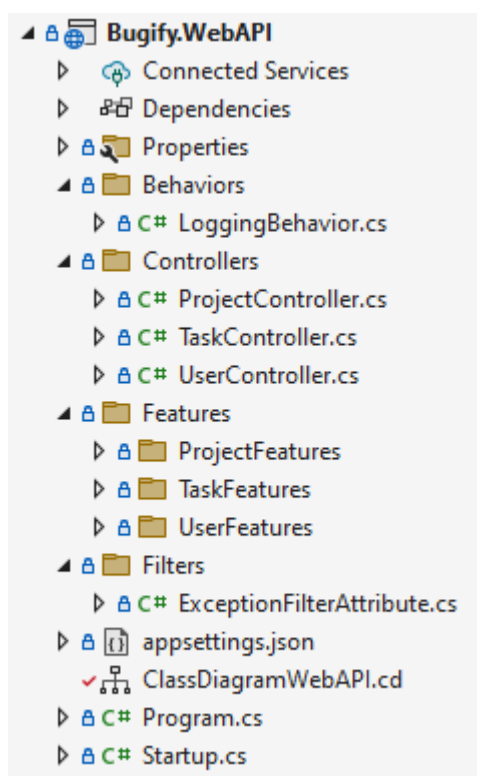 Bugify.WebAPI
Connected Services
Dependencies
Properties
Behaviors
C# LoggingBehavior.cs
Controllers
C# ProjectController.cs
C# TaskController.cs
C# UserController.cs
Features
ProjectFeatures
TaskFeatures
UserFeatures
Filters
C# ExceptionFilterAttribute.cs
appsettings.json
ClassDiagramWebAPI.cd
C# Program.cs
C# Startup.cs